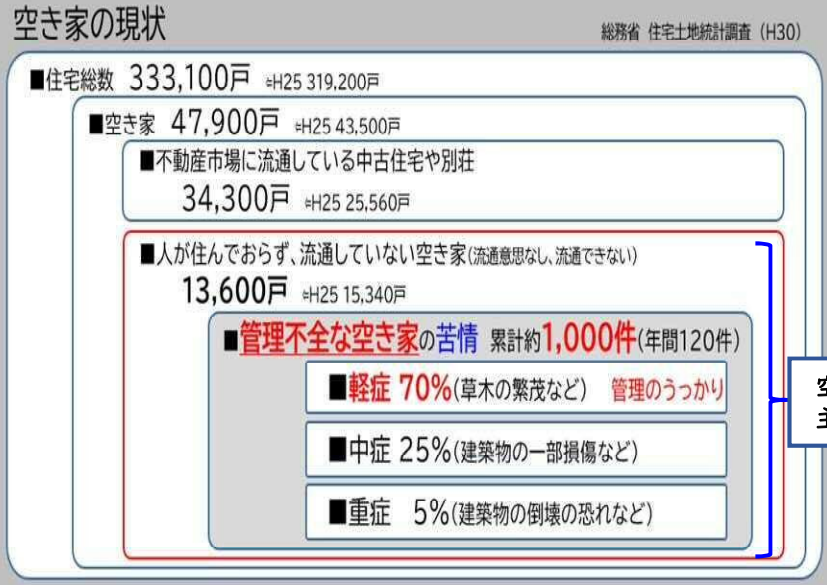 空き家の現状
総務省 住宅土地統計調査（H30）
■住宅総数 333,100戸 ⇐H25 319,200戸
■空き家 47,900戸 ⇐H25 43,500戸
■不動産市場に流通している中古住宅や別荘
34,300戸 ⇐H25 25,560戸
■人が住んでおらず、流通していない空き家(流通意思なし、流通できない)
13,600戸 ⇐H25 15,340戸
■管理不全な空き家の苦情 累計約1,000件(年間120件)
■軽症 70%(草木の繁茂など) 管理のうっかり
■中症 25%(建築物の一部損傷など)
■重症 5%(建築物の倒壊の恐れなど)
空
主